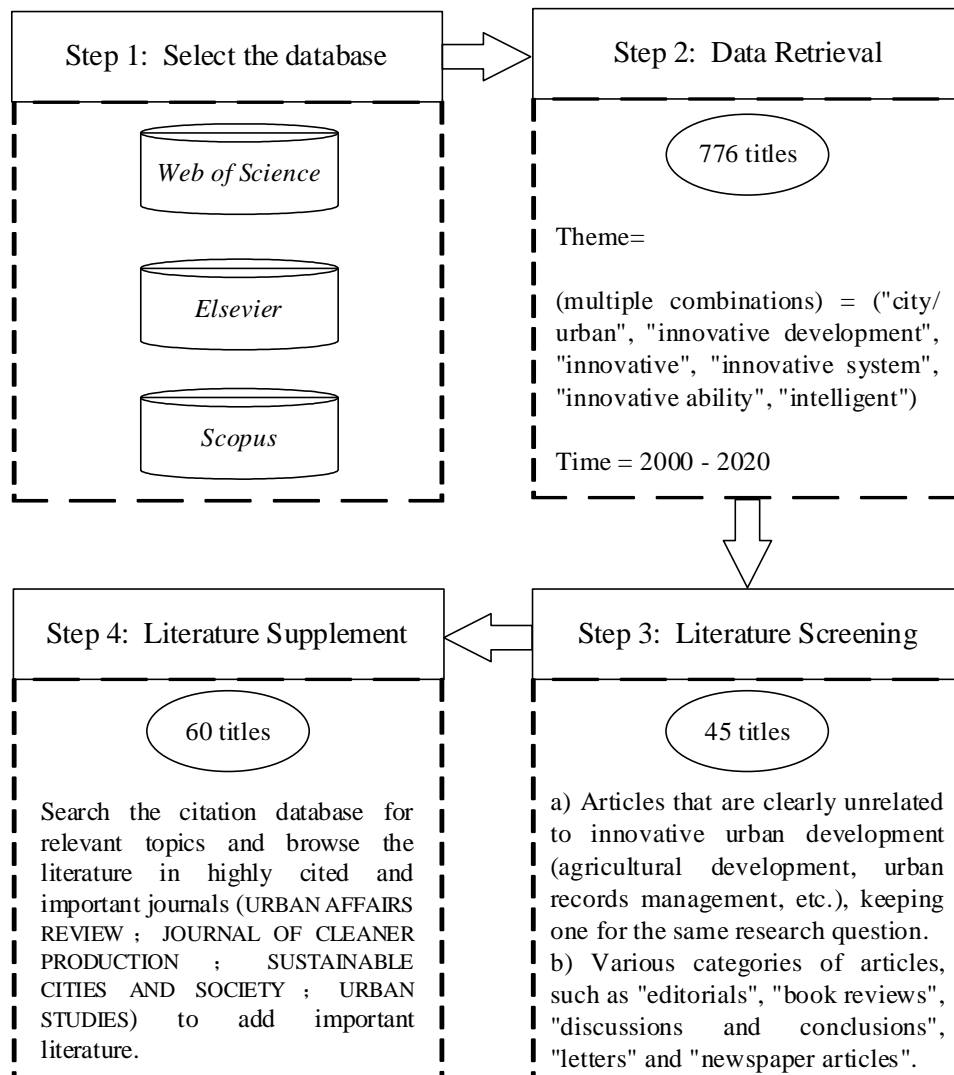 Step 1: Select the database
Web of Science
Elsevier
Scopus
Step 2: Data Retrieval
776 titles
Theme=
(multiple combinations) = ("city/
urban", "innovative development",
"innovative", "innovative system",
"innovative ability", "intelligent")
Time = 2000 - 2020
Step 3: Literature Screening
45 titles
a) Articles that are clearly unrelated
to innovative urban development
(agricultural development, urban
records management, etc.), keeping
one for the same research question.
b) Various categories of articles,
such as "editorials", "book reviews",
"discussions and conclusions",
"letters" and "newspaper articles".
Step 4: Literature Supplement
60 titles
Search the citation database for
relevant topics and browse the
literature in highly cited and
important journals (URBAN AFFAIRS
REVIEW ; JOURNAL OF CLEANER
PRODUCTION ; SUSTAINABLE
CITIES AND SOCIETY ; URBAN
STUDIES) to add important
literature.